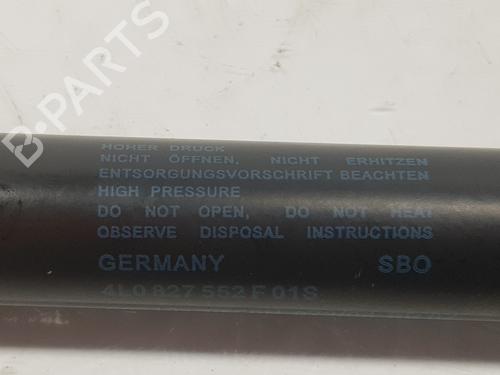 B-PARTS
HOHER DRUCK
NICHT ÖFFNEN, NICHT ERHITZEN
ENTSORGUNGSVORSCHRIFT BEACHTEN
HIGH PRESSURE
DO NOT OPEN, DO NOT HEAT
OBSERVE DISPOSAL INSTRUCTIONS
GERMANY SBO
4L0 827 552 F 01S